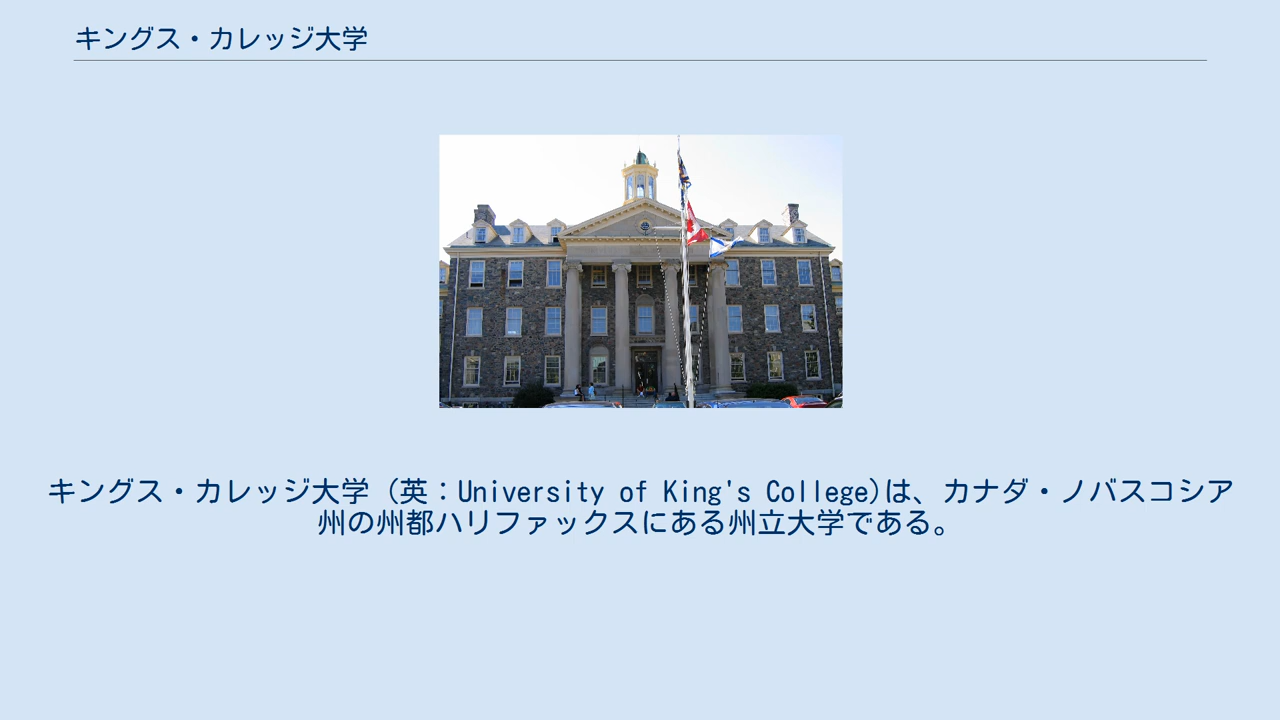 キングス・カレッジ大学
キングス・カレッジ大学（英：University of King's College)は、カナダ・ノバスコシア
州の州都ハリファックスにある州立大学である。